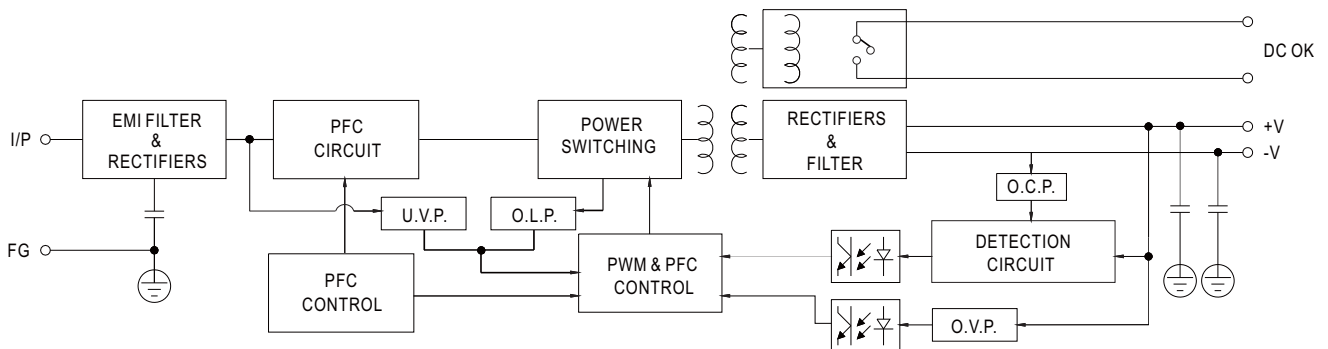 DC OK
I/P
EMI FILTER
&
RECTIFIERS
PFC
CIRCUIT
POWER
SWITCHING
RECTIFIERS
&
FILTER
+V
-V
O.C.P.
U.V.P.
O.L.P.
FG
PFC
CONTROL
PWM & PFC
CONTROL
DETECTION
CIRCUIT
O.V.P.